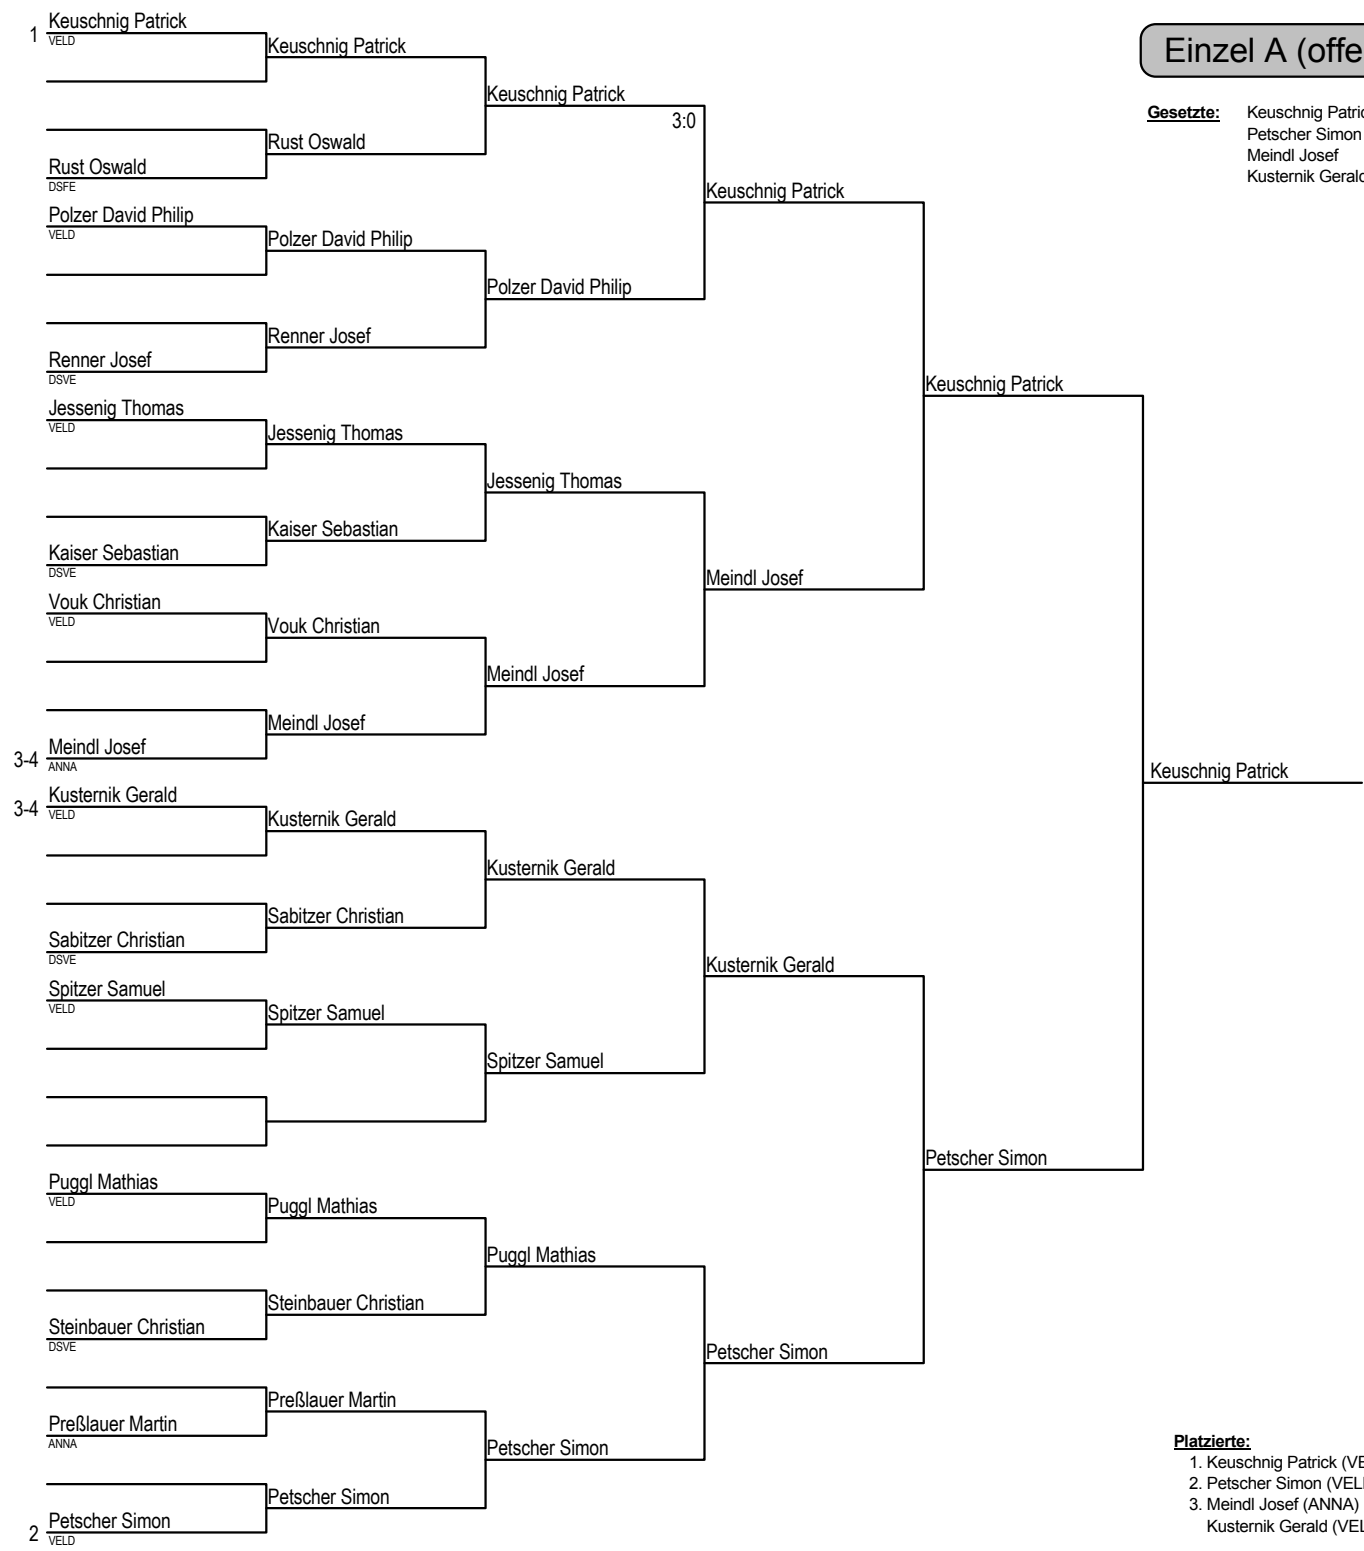 Einzel A (offe
Gesetzte: Keuschnig Patric
Petscher Simon
Meindl Josef
Kusternik Gerald
1 Keuschnig Patrick
VELD
Rust Oswald
DSFE
Polzer David Philip
VELD
Renner Josef
DSVE
Jessenig Thomas
VELD
Kaiser Sebastian
DSVE
Vouk Christian
VELD
3-4 Meindl Josef
ANNA
3-4 Kusternik Gerald
VELD
Sabitzer Christian
DSVE
Spitzer Samuel
VELD
Puggl Mathias
VELD
Steinbauer Christian
DSVE
Preßlauer Martin
ANNA
2 Petscher Simon
VELD
Keuschnig Patrick
Rust Oswald
Polzer David Philip
Renner Josef
Jessenig Thomas
Kaiser Sebastian
Vouk Christian
Meindl Josef
Kusternik Gerald
Sabitzer Christian
Spitzer Samuel
Puggl Mathias
Steinbauer Christian
Preßlauer Martin
Petscher Simon
Keuschnig Patrick
3:0
Polzer David Philip
Jessenig Thomas
Meindl Josef
Kusternik Gerald
Spitzer Samuel
Puggl Mathias
Petscher Simon
Keuschnig Patrick
Meindl Josef
Kusternik Gerald
Petscher Simon
Keuschnig Patrick
Petscher Simon
Keuschnig Patrick
Platzierte:
1. Keuschnig Patrick (VE
2. Petscher Simon (VEL
3. Meindl Josef (ANNA)
Kusternik Gerald (VEL